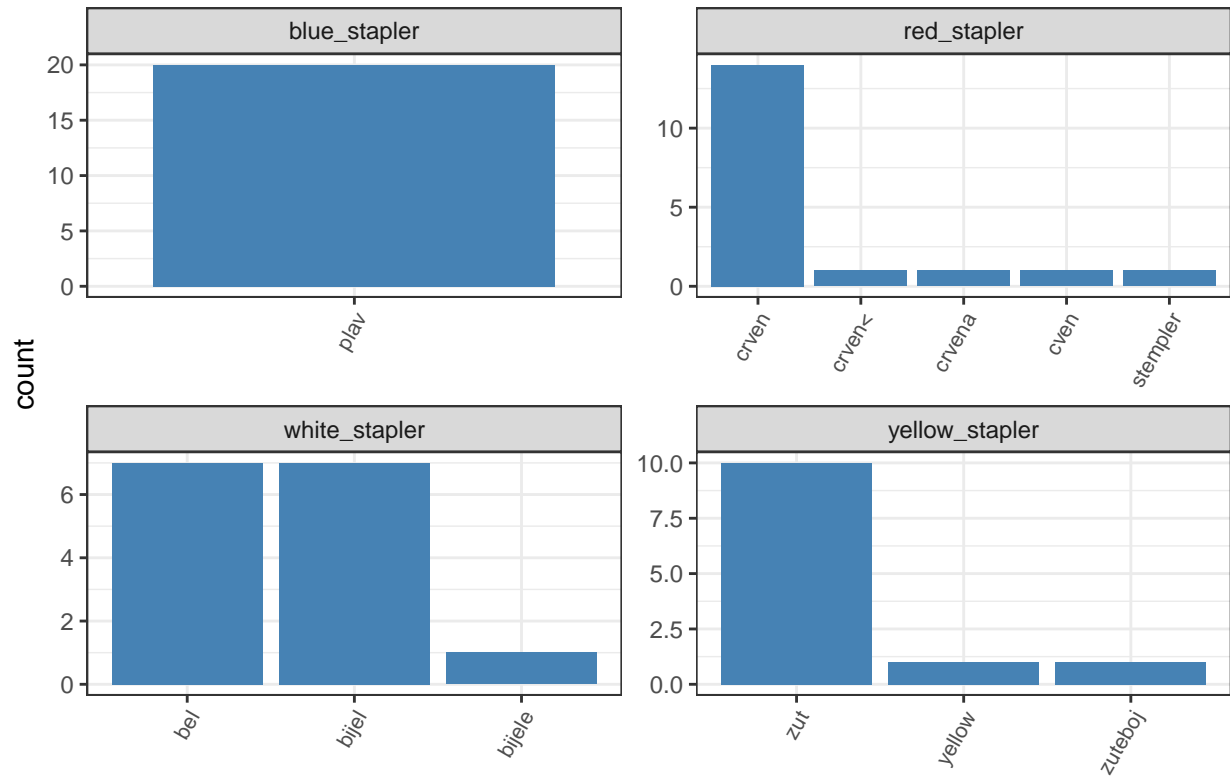 blue_stapler
red_stapler
20
15
10
5
0
10
5
0
plav
crven
crven<
crvena
cven
stempler
count
white_stapler
yellow_stapler
6
4
2
0
10.0
7.5
5.0
2.5
0.0
bel
bijel
bijele
zut
yellow
zuteboj